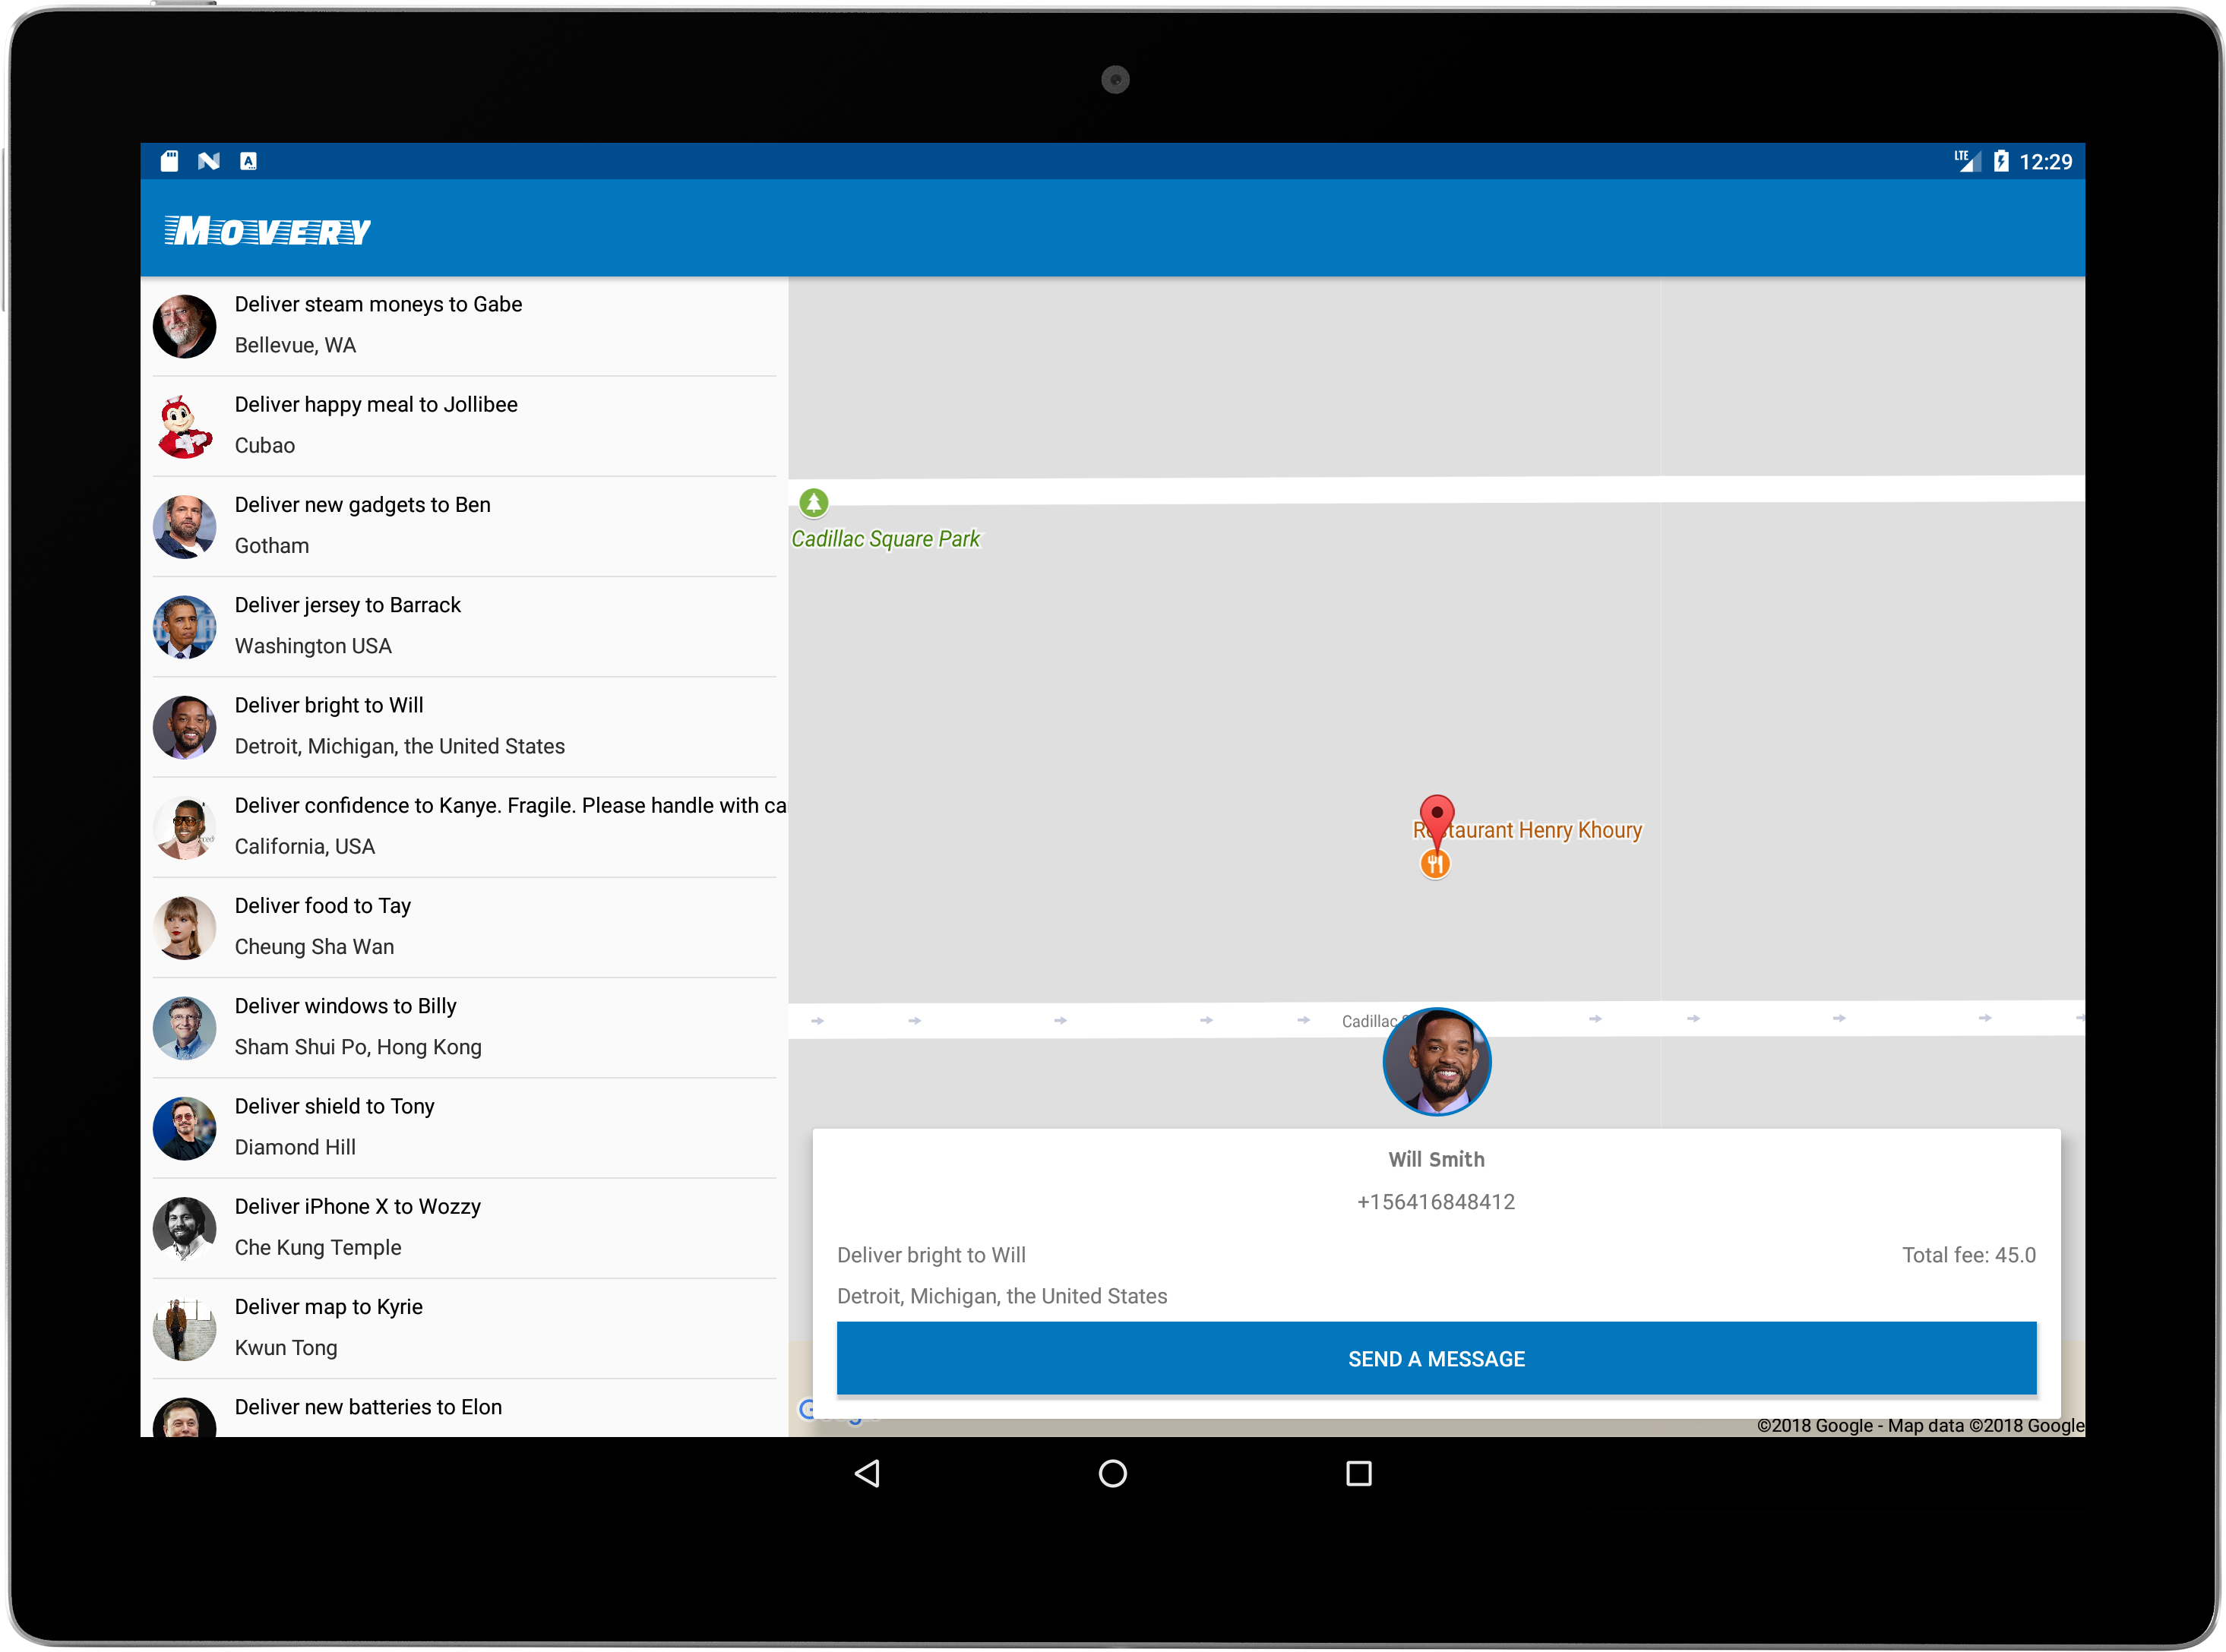 LTE 12:29
MOVERY
Deliver steam moneys to Gabe
Bellevue, WA
Deliver happy meal to Jollibee
Cubao
Deliver new gadgets to Ben
Gotham
Deliver jersey to Barrack
Washington USA
Deliver bright to Will
Detroit, Michigan, the United States
Deliver confidence to Kanye. Fragile. Please handle with ca
California, USA
Deliver food to Tay
Cheung Sha Wan
Deliver windows to Billy
Sham Shui Po, Hong Kong
Deliver shield to Tony
Diamond Hill
Deliver iPhone X to Wozzy
Che Kung Temple
Deliver map to Kyrie
Kwun Tong
Deliver new batteries to Elon
Cadillac Square Park
Restaurant Henry Khoury
Cadillac
Will Smith
+156416848412
Deliver bright to Will
Total fee: 45.0
Detroit, Michigan, the United States
SEND A MESSAGE
Google
©2018 Google - Map data ©2018 Google